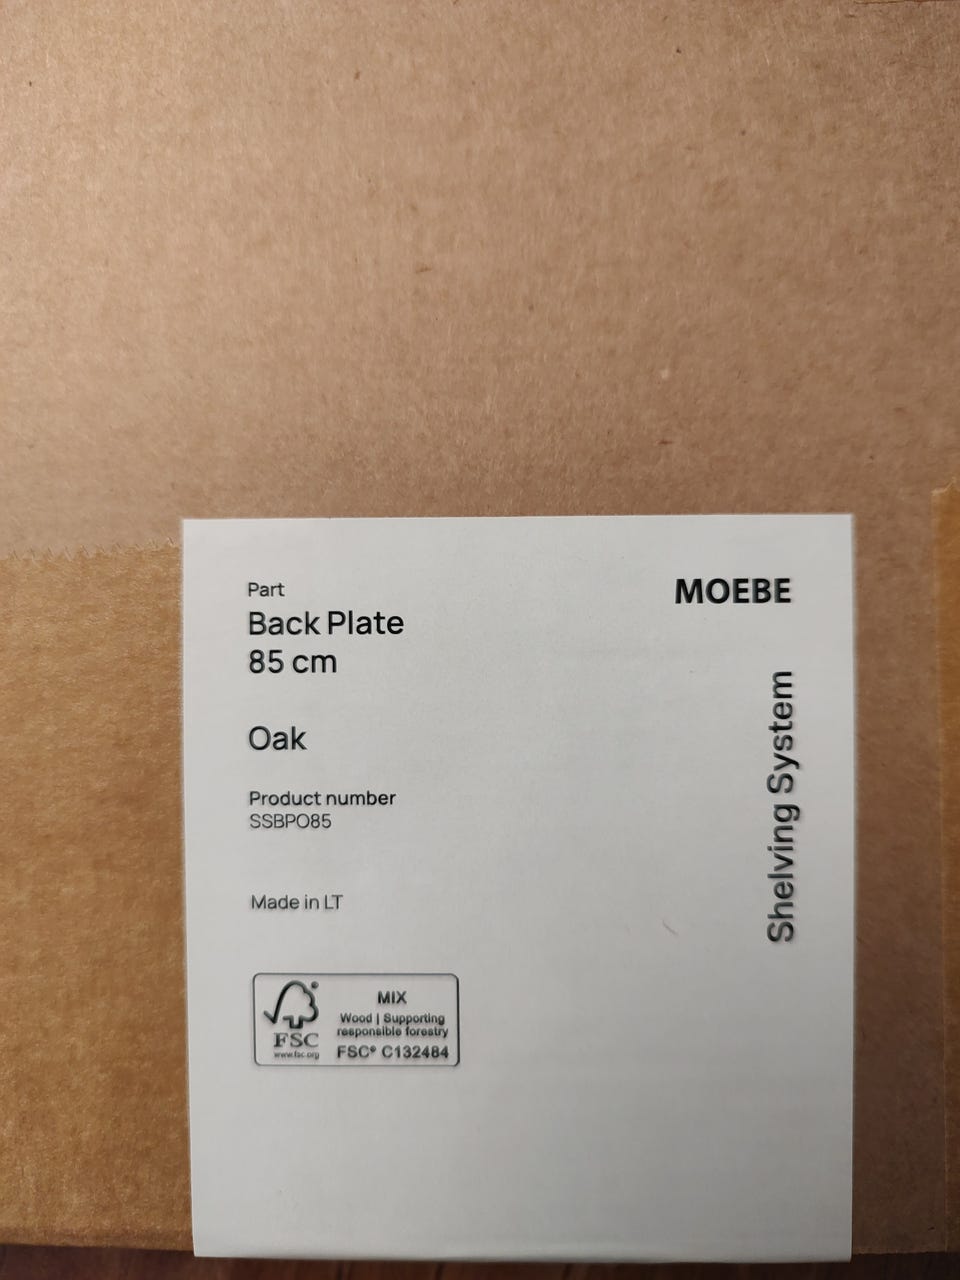 Part
Back Plate
85 cm
Oak
Product number
SSBPO85
Made in LT
FSC
www.fsc.org
MIX
Wood | Supporting
responsible forestry
FSC® C132484
MOEBE
Shelving System